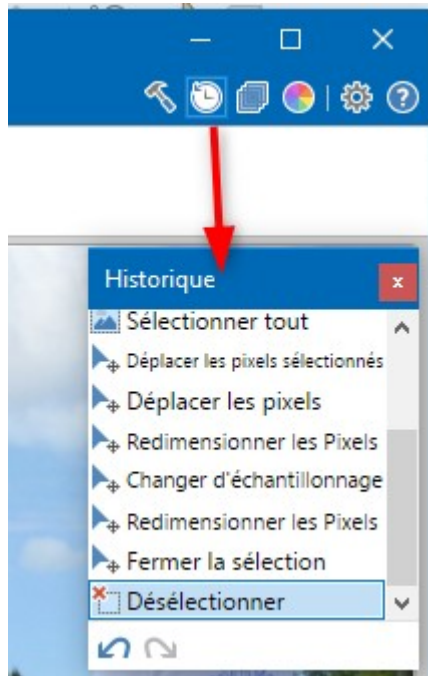 Historique
Sélectionner tout
Déplacer les pixels sélectionnés
Déplacer les pixels
Redimensionner les Pixels
Changer d'échantillonnage
Redimensionner les Pixels
Fermer la sélection
Désélectionner